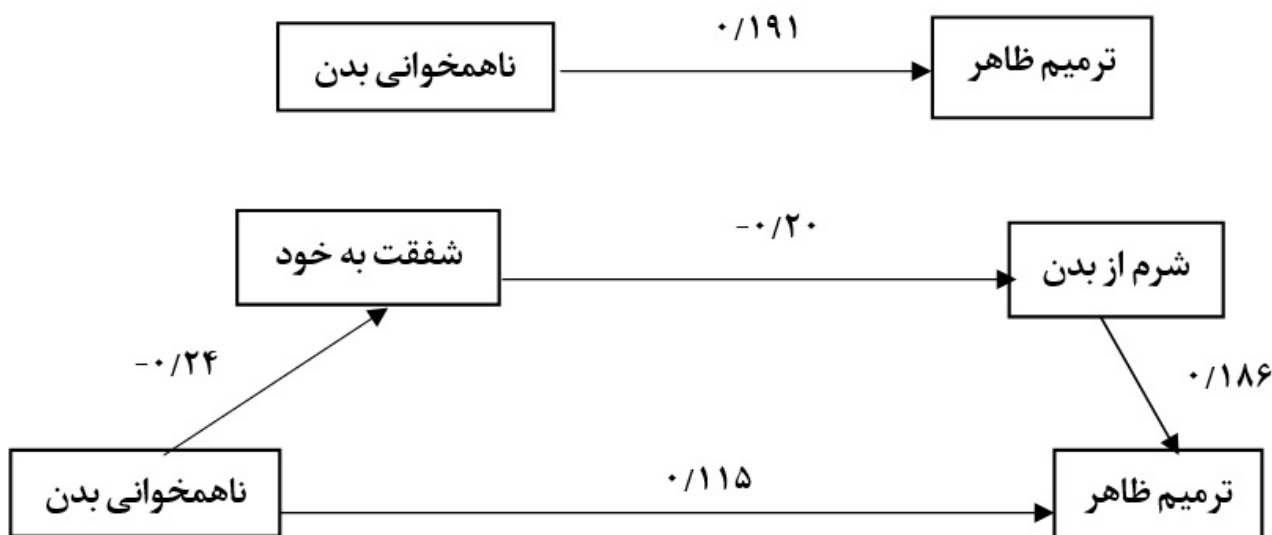 ۰/۱۹۱
ناهمخوانی بدن
ترمیم ظاهر
شفقت به خود
-۰/۲۰
شرم از بدن
-۰/۲۴
۰/۱۸۶
ناهمخوانی بدن
۰/۱۱۵
ترمیم ظاهر